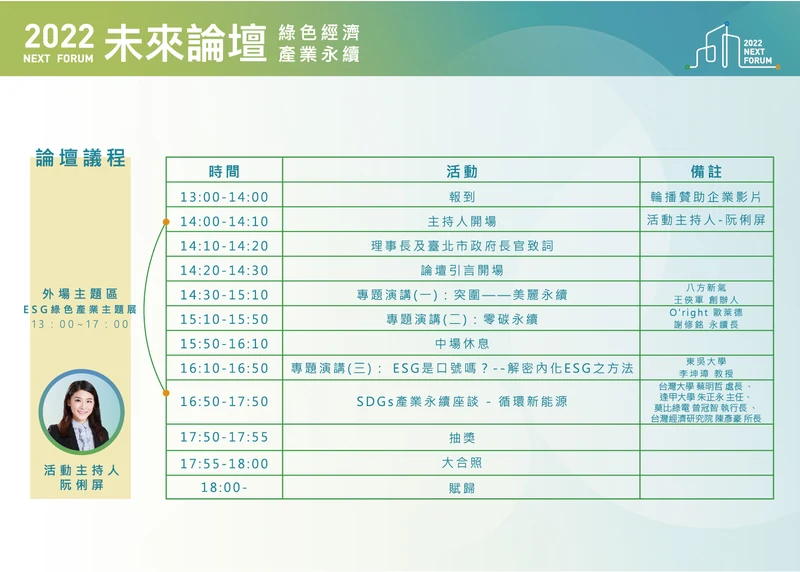 2022
NEXT FORUM
未來論壇
綠色經濟
產業永續
2022
NEXT
FORUM
論壇議程
外場主題區
ESG綠色產業主題展
13：00~17：00
活動主持人
阮俐屏
時間 活動 備註
13:00-14:00 報到 輪播贊助企業影片
14:00-14:10 主持人開場 活動主持人-阮俐屏
14:10-14:20 理事長及臺北市政府長官致詞
14:20-14:30 論壇引言開場
14:30-15:10 專題演講(一)：突圍——美麗永續 八方新氣
王俠軍 創辦人
15:10-15:50 專題演講(二)：零碳永續 O'right 歐萊德
謝修銘 永續長
15:50-16:10 中場休息
16:10-16:50 專題演講(三)： ESG是口號嗎？--解密內化ESG之方法 東吳大學
李坤璋 教授
16:50-17:50 SDGs產業永續座談 - 循環新能源 台灣大學 蔡明哲 處長、
逢甲大學 朱正永 主任、
莫比綠電 曾冠智 執行長、
台灣經濟研究院 陳彥豪 所長
17:50-17:55 抽獎
17:55-18:00 大合照
18:00- 賦歸